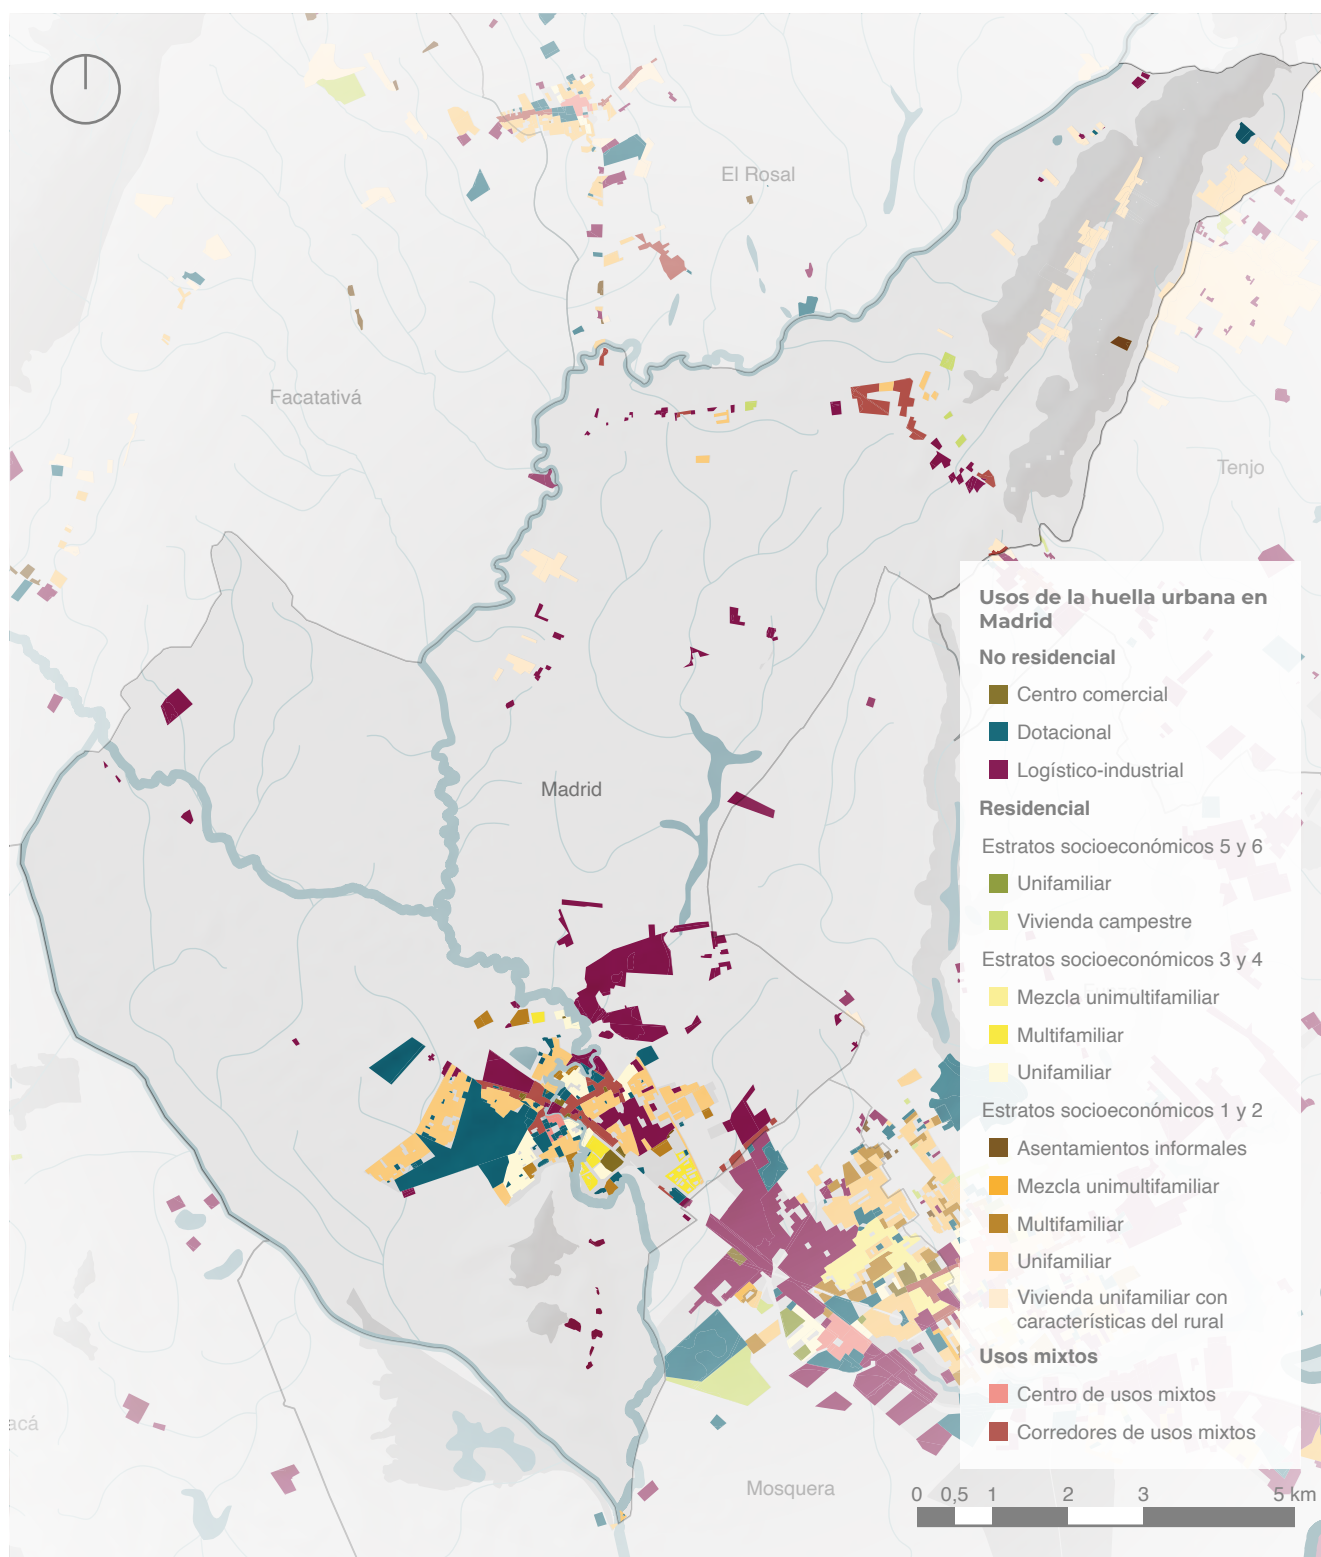 El Rosal
Facatativá
Tenjo
Madrid
acá
Mosquera
Usos de la huella urbana en
Madrid
No residencial
Centro comercial
Dotacional
Logístico-industrial
Residencial
Estratos socioeconómicos 5 y 6
Unifamiliar
Vivienda campestre
Estratos socioeconómicos 3 y 4
Mezcla unimultifamiliar
Multifamiliar
Unifamiliar
Estratos socioeconómicos 1 y 2
Asentamientos informales
Mezcla unimultifamiliar
Multifamiliar
Unifamiliar
Vivienda unifamiliar con
características del rural
Usos mixtos
Centro de usos mixtos
Corredores de usos mixtos
0 0,5 1 2 3 5 km